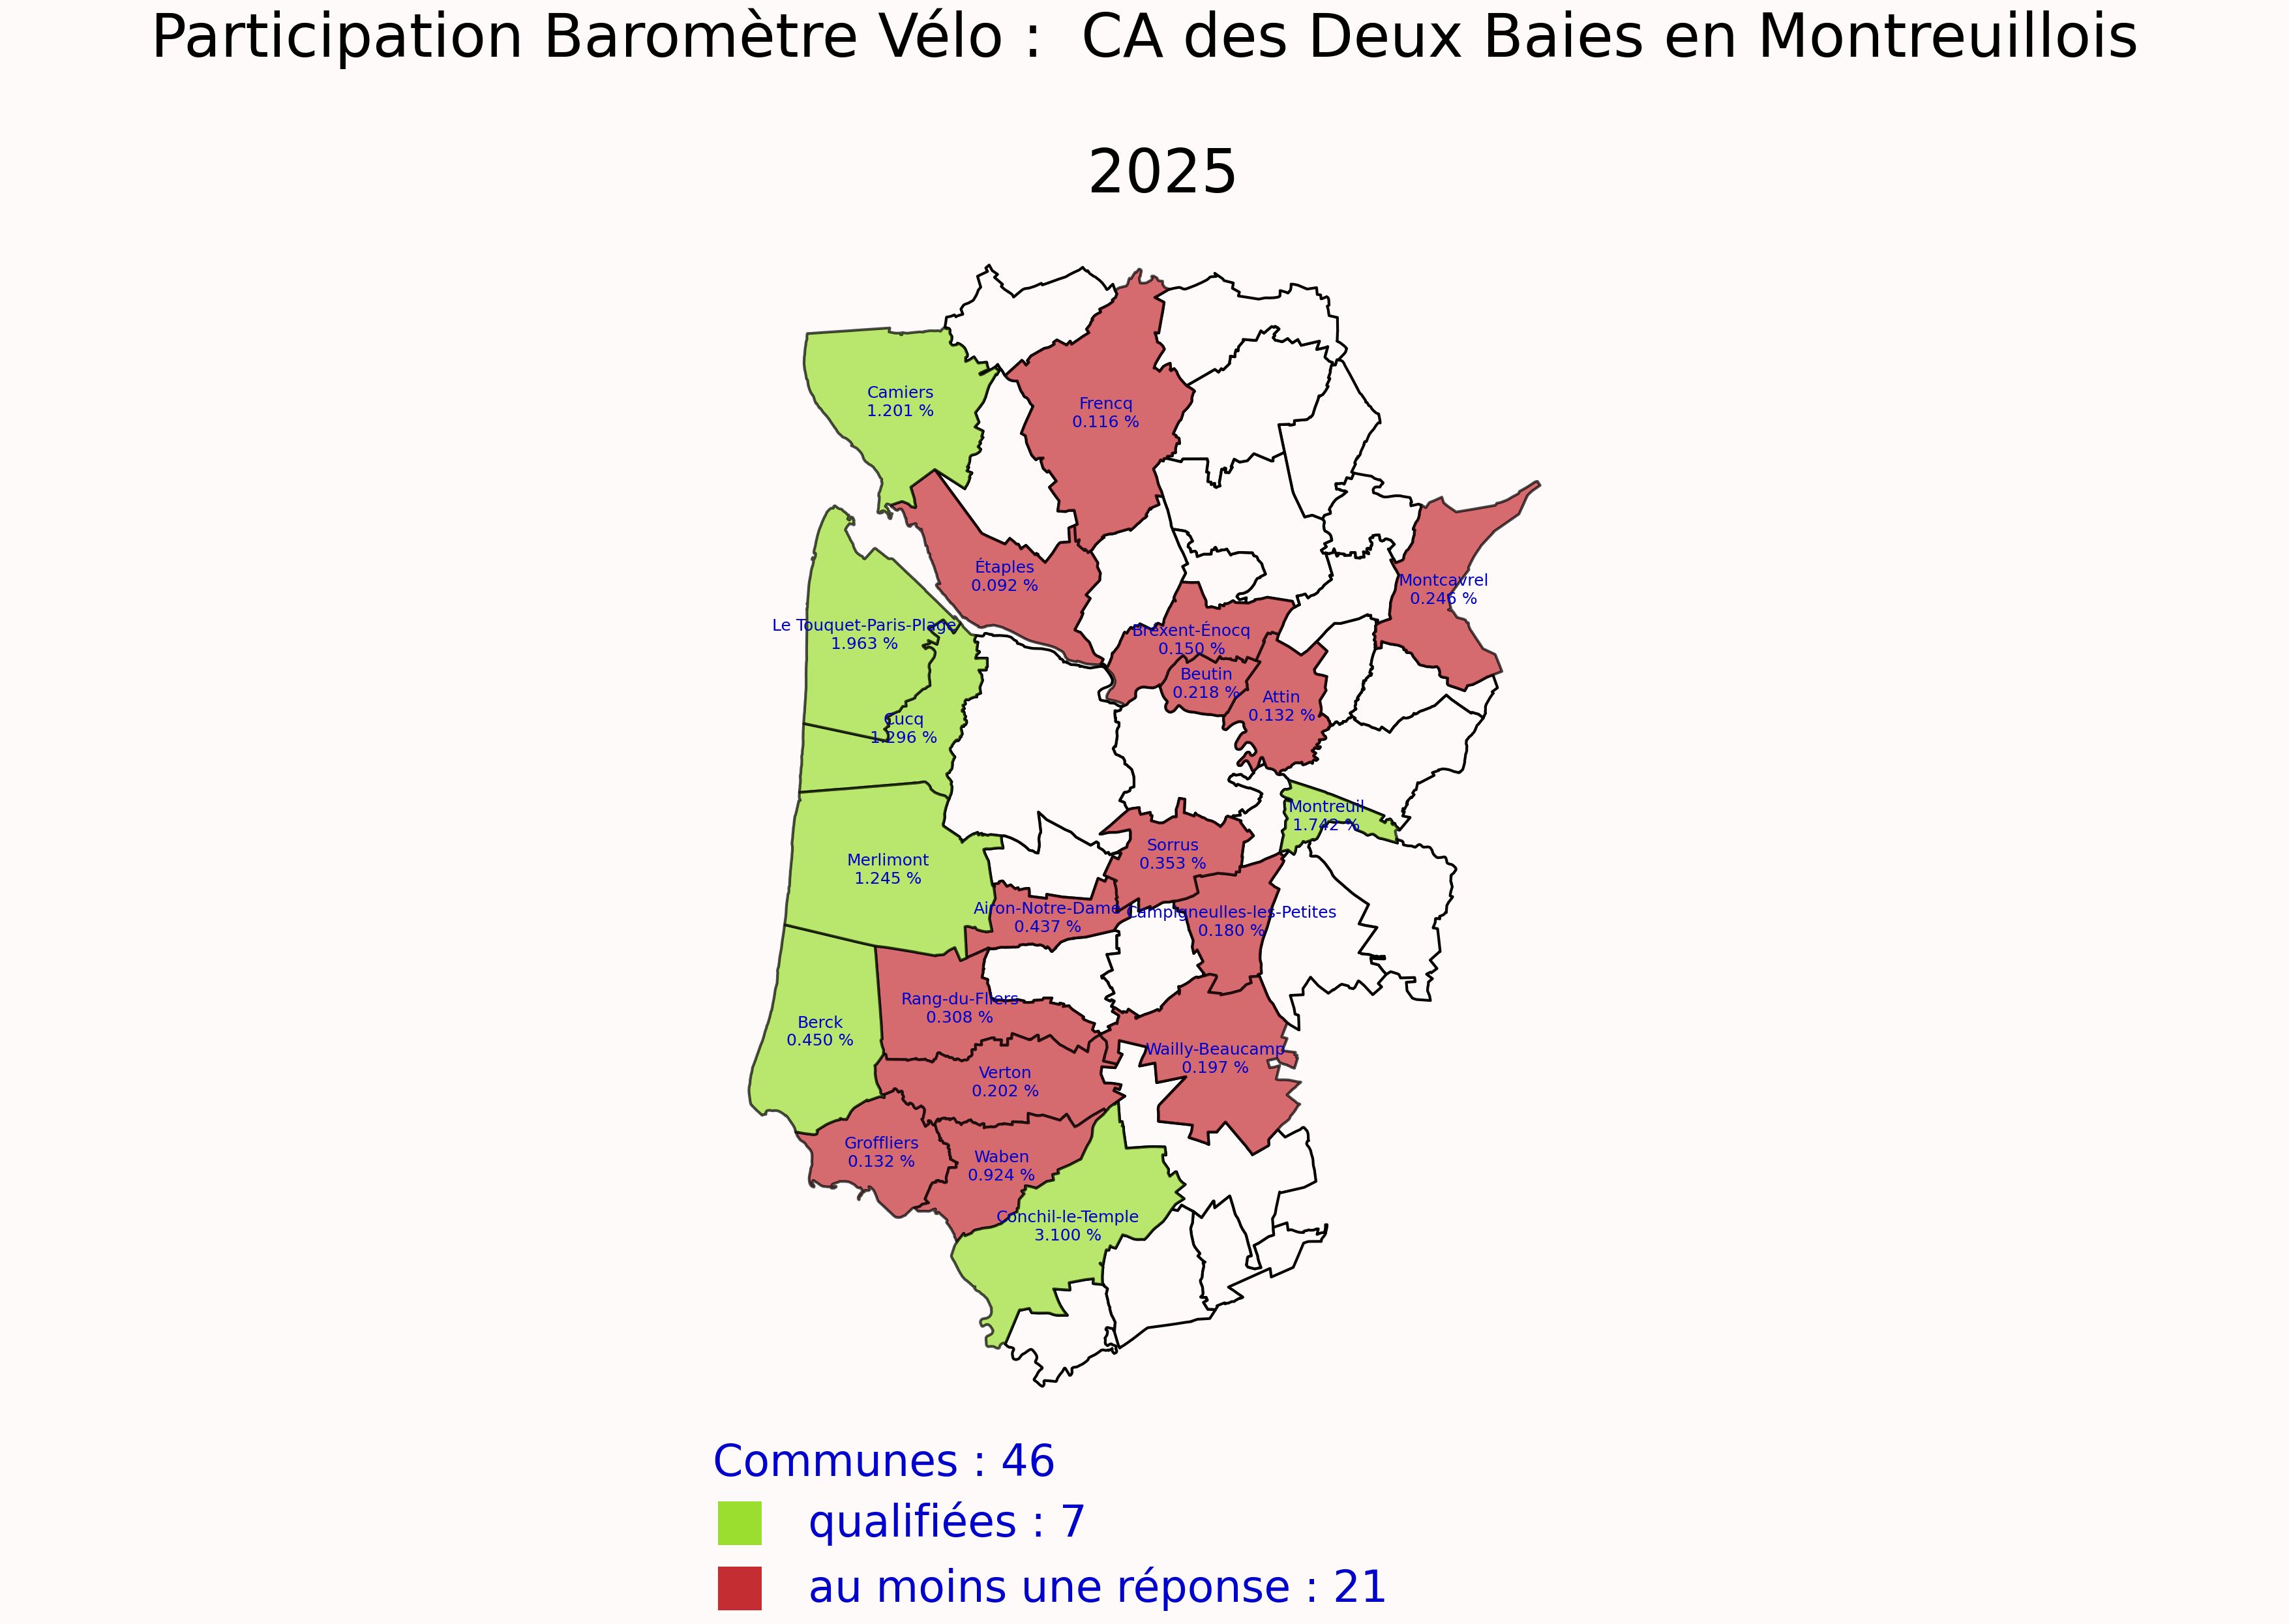 Participation Baromètre Vélo :  CA des Deux Baies en Montreuillois
2025
Camiers
1.201 %
Frencq
0.116 %
Étaples
0.092 %
Montcavrel
0.246 %
Le Touquet-Paris-Plage
1.963 %
Bréxent-Énocq
0.150 %
Beutin
0.218 %
Attin
0.132 %
Cucq
1.296 %
Montreuil
1.742 %
Sorrus
0.353 %
Merlimont
1.245 %
Airon-Notre-Dame
0.437 %
Campigneulles-les-Petites
0.180 %
Rang-du-Fliers
0.308 %
Berck
0.450 %
Wailly-Beaucamp
0.197 %
Verton
0.202 %
Groffliers
0.132 %
Waben
0.924 %
Conchil-le-Temple
3.100 %
Communes : 46
qualifiées : 7
au moins une réponse : 21